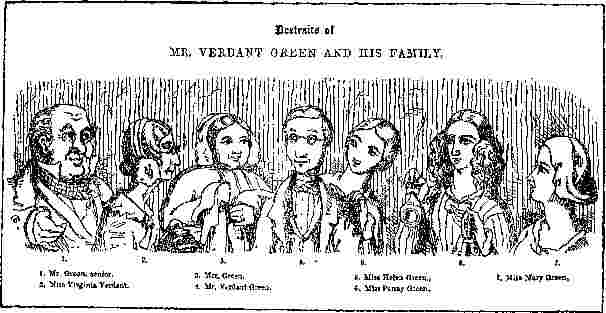 Portraits of
MR. VERDANT GREEN AND HIS FAMILY.
1. 2. 3. 4. 5. 6. 7.
1. Mr. Green, senior. 3. Mrs. Green. 5. Miss Helen Green. 7. Miss Mary Green.
2. Miss Virginia Verdant. 4. Mr. Verdant Green. 6. Miss Fanny Green.